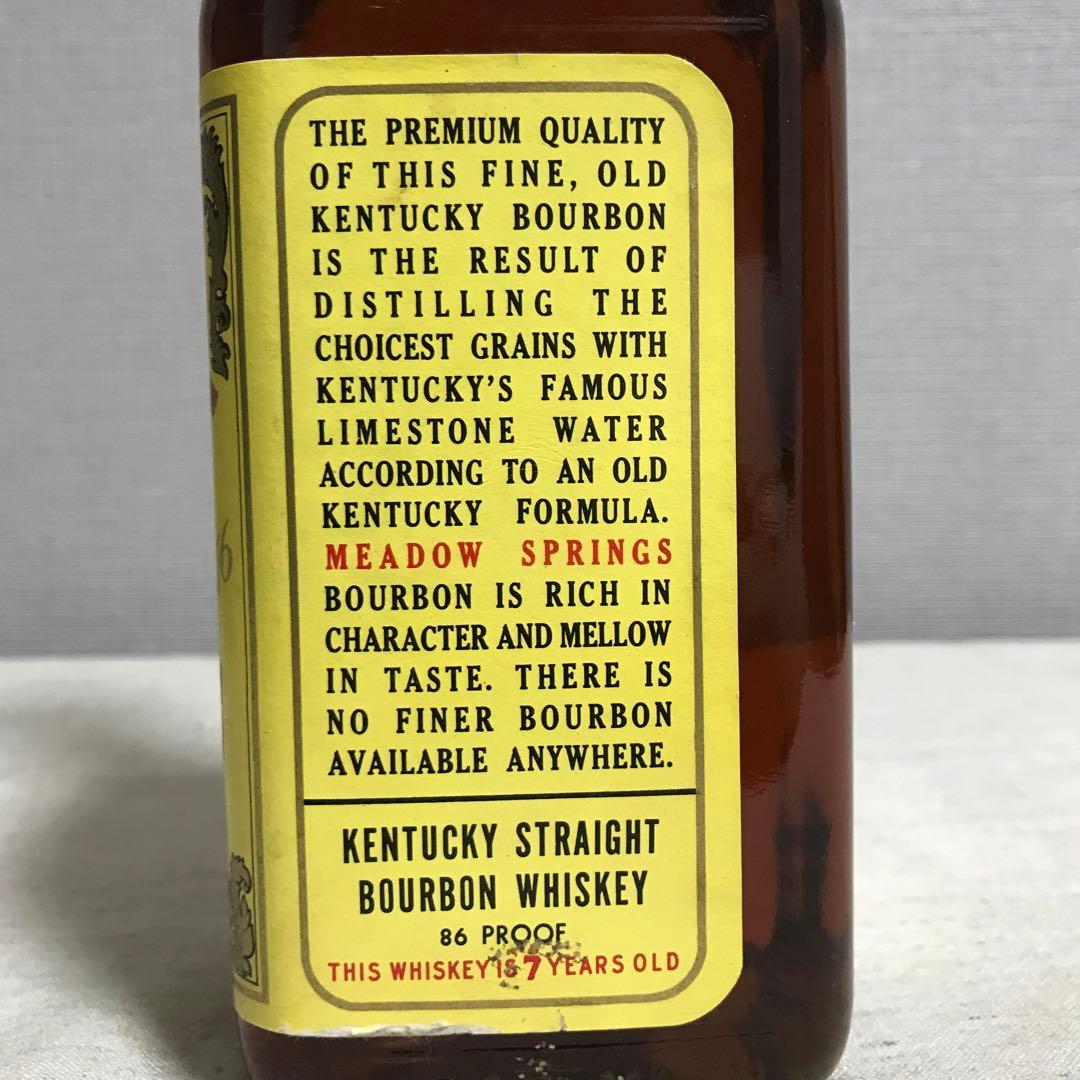 THE PREMIUM QUALITY
OF THIS FINE, OLD
KENTUCKY BOURBON
IS THE RESULT OF
DISTILLING THE
CHOICEST GRAINS WITH
KENTUCKY'S FAMOUS
LIMESTONE WATER
ACCORDING TO AN OLD
KENTUCKY FORMULA.
MEADOW SPRINGS
BOURBON IS RICH IN
CHARACTER AND MELLOW
IN TASTE. THERE IS
NO FINER BOURBON
AVAILABLE ANYWHERE.
KENTUCKY STRAIGHT
BOURBON WHISKEY
86 PROOF
THIS WHISKEY IS 7 YEARS OLD